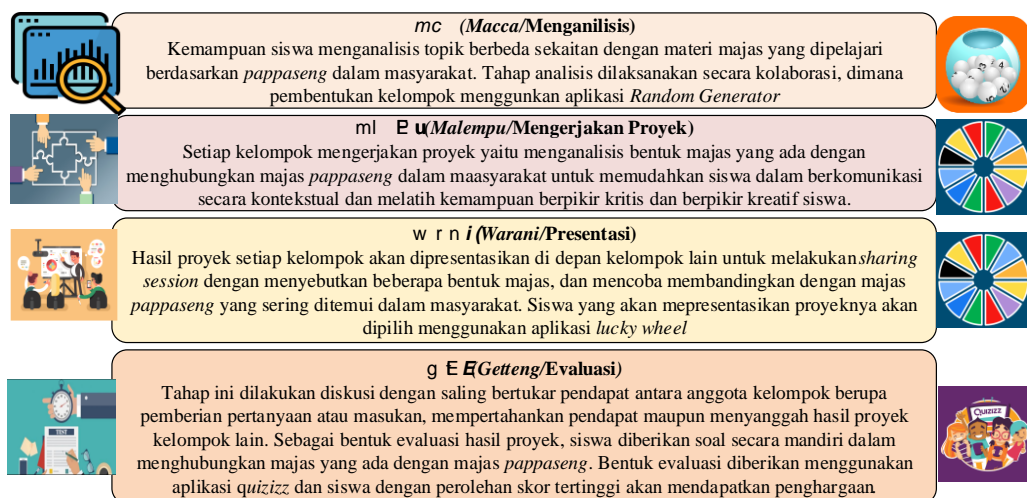 mc (Macca/Menganilisis)
Kemampuan siswa menganalisis topik berbeda sekaitan dengan materi majas yang dipelajari
berdasarkan pappaseng dalam masyarakat. Tahap analisis dilaksanakan secara kolaborasi, dimana
pembentukan kelompok menggunkan aplikasi Random Generator
(Malempu/Mengerjakan Proyek)
Setiap kelompok mengerjakan proyek yaitu menganalisis bentuk majas yang ada dengan
menghubungkan majas pappaseng dalam maasyarakat untuk memudahkan siswa dalam berkomunikasi
secara kontekstual dan melatih kemampuan berpikir kritis dan berpikir kreatif siswa.
w r n i (Warani/Presentasi)
Hasil proyek setiap kelompok akan dipresentasikan di depan kelompok lain untuk melakukan sharing
session dengan menyebutkan beberapa bentuk majas, dan mencoba membandingkan dengan majas
pappaseng yang sering ditemui dalam masyarakat. Siswa yang akan mepresentasikan proyeknya akan
dipilih menggunakan aplikasi lucky wheel
(Getteng/Evaluasi)
Tahap ini dilakukan diskusi dengan saling bertukar pendapat antara anggota kelompok berupa
pemberian pertanyaan atau masukan, mempertahankan pendapat maupun menyanggah hasil proyek
kelompok lain. Sebagai bentuk evaluasi hasil proyek, siswa diberikan soal secara mandiri dalam
menghubungkan majas yang ada dengan majas pappaseng. Bentuk evaluasi diberikan menggunakan
aplikasi quizizz dan siswa dengan perolehan skor tertinggi akan mendapatkan penghargaan.
TEST
QUIZIZZ